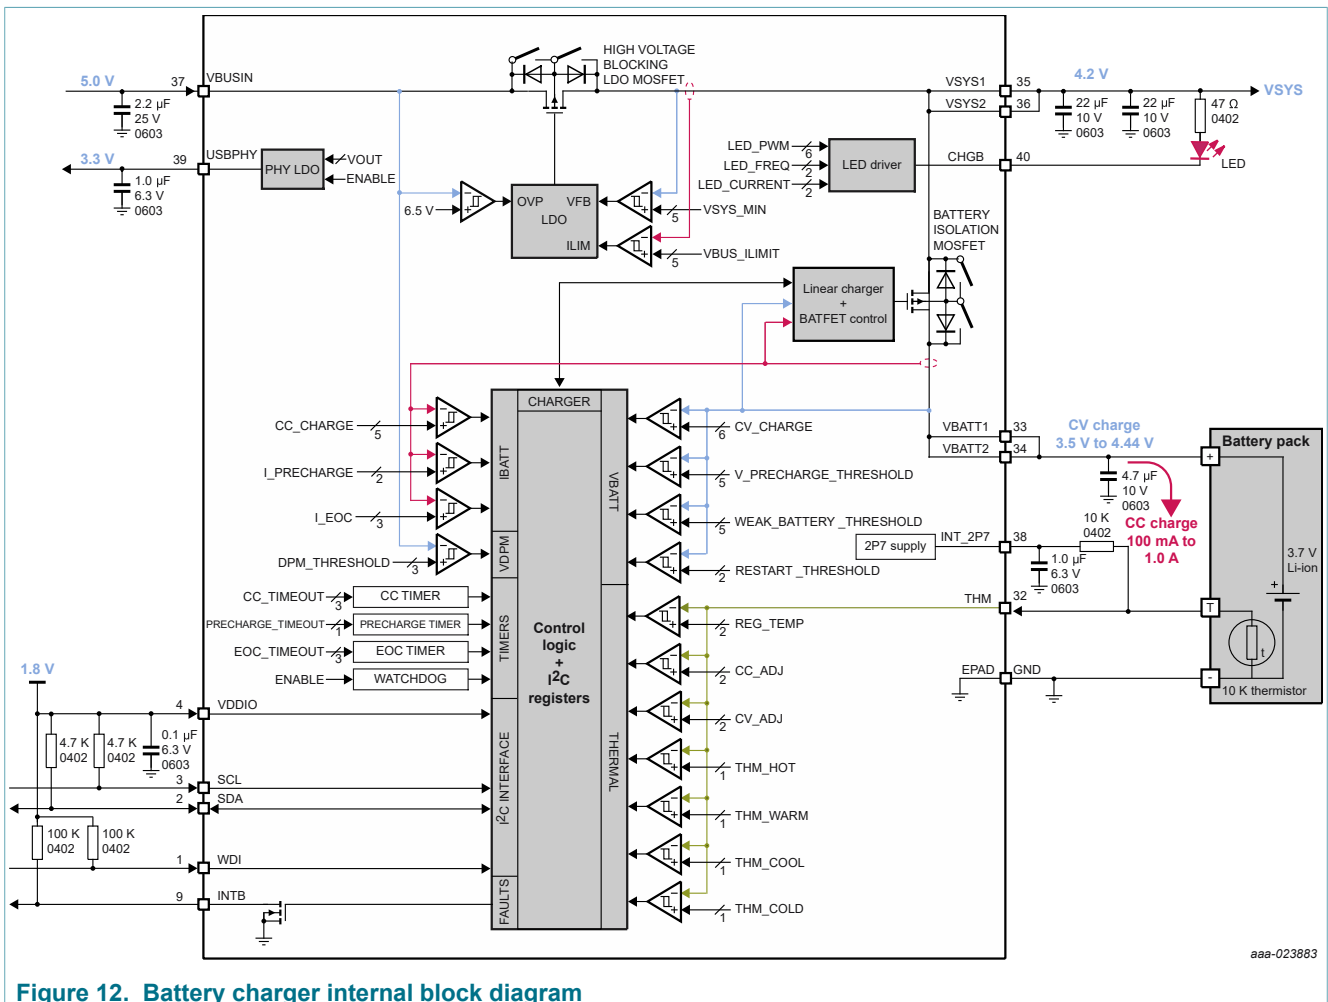 HIGH VOLTAGE
BLOCKING
LDO MOSFET
5.0 V
37
VBUSIN
2.2 µF
25 V
0603
3.3 V
39
USBPHY
PHY LDO
VOUT
ENABLE
1.0 µF
6.3 V
0603
6.5 V
OVP
VFB
LDO
ILIM
5
VSYS_MIN
5
VBUS_ILIMIT
LED_PWM
6
LED_FREQ
2
LED_CURRENT
2
LED driver
VSYS1
35
VSYS2
36
4.2 V
VSYS
22 µF
10 V
0603
22 µF
10 V
0603
47 Ω
0402
CHGB
40
LED
BATTERY
ISOLATION
MOSFET
Linear charger
+
BATFET control
CHARGER
IBATT
VDPM
TIMERS
I2C INTERFACE
FAULTS
VBATT
THERMAL
Control
logic
+
I2C
registers
CC_CHARGE
5
I_PRECHARGE
2
I_EOC
3
DPM_THRESHOLD
3
CC_TIMEOUT
3
CC TIMER
PRECHARGE_TIMEOUT
1
PRECHARGE TIMER
EOC_TIMEOUT
3
EOC TIMER
ENABLE
WATCHDOG
6
CV_CHARGE
5
V_PRECHARGE_THRESHOLD
5
WEAK_BATTERY _THRESHOLD
2
RESTART _THRESHOLD
2
REG_TEMP
2
CC_ADJ
2
CV_ADJ
1
THM_HOT
1
THM_WARM
1
THM_COOL
1
THM_COLD
VBATT1
33
VBATT2
34
CV charge
3.5 V to 4.44 V
4.7 µF
10 V
0603
CC charge
100 mA to
1.0 A
Battery pack
+
3.7 V
Li-ion
+
T
t
-
10 K thermistor
2P7 supply
INT_2P7
38
10 K
0402
1.0 µF
6.3 V
0603
THM
32
EPAD
GND
1.8 V
4
VDDIO
4.7 K
0402
4.7 K
0402
0.1 µF
6.3 V
0603
3
SCL
2
SDA
100 K
0402
100 K
0402
1
WDI
9
INTB
aaa-023883
Figure 12. Battery charger internal block diagram